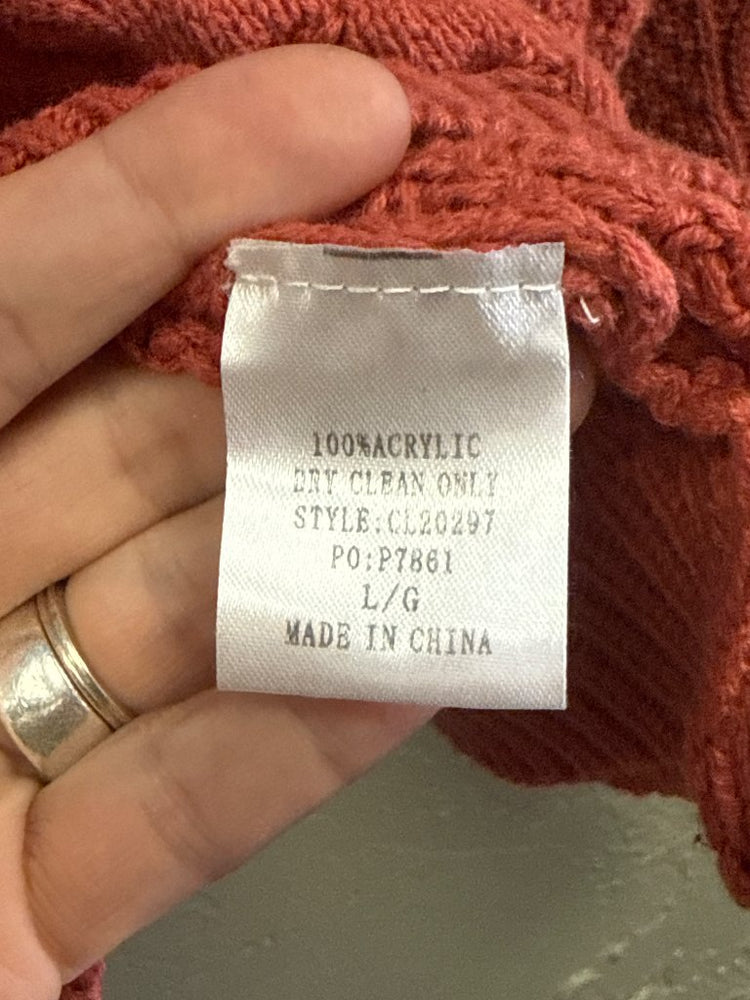 100%ACRYLIC
DRY CLEAN ONLY
STYLE:CL20297
PO:P7861
L/G
MADE IN CHINA